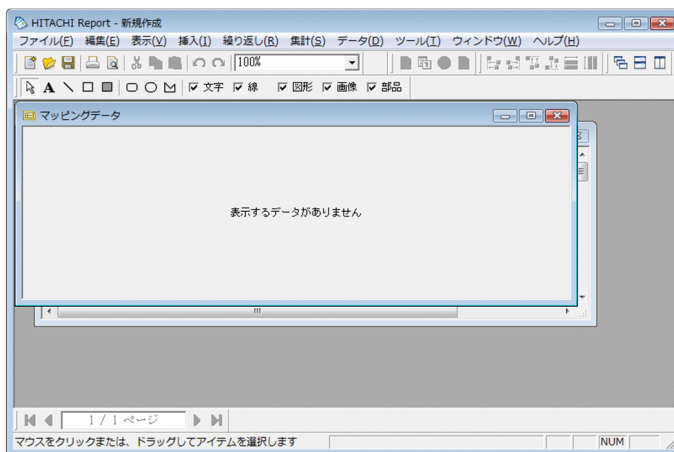 HITACHI Report - 新規作成
ファイル(F) 編集(E) 表示(V) 挿入(I) 繰り返し(R) 集計(S) データ(D) ツール(T) ウィンドウ(W) ヘルプ(H)
100%
A 文字 線 図形 画像 部品
マッピングデータ
表示するデータがありません
1 / 1 ページ
マウスをクリックまたは、ドラッグしてアイテムを選択します NUM